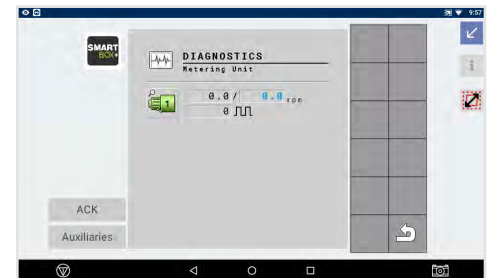 9:57
SMART
BOX+
DIAGNOSTICS
Metering Unit
1
0.0/ 0.0 rpm
0
ACK
Auxiliaries